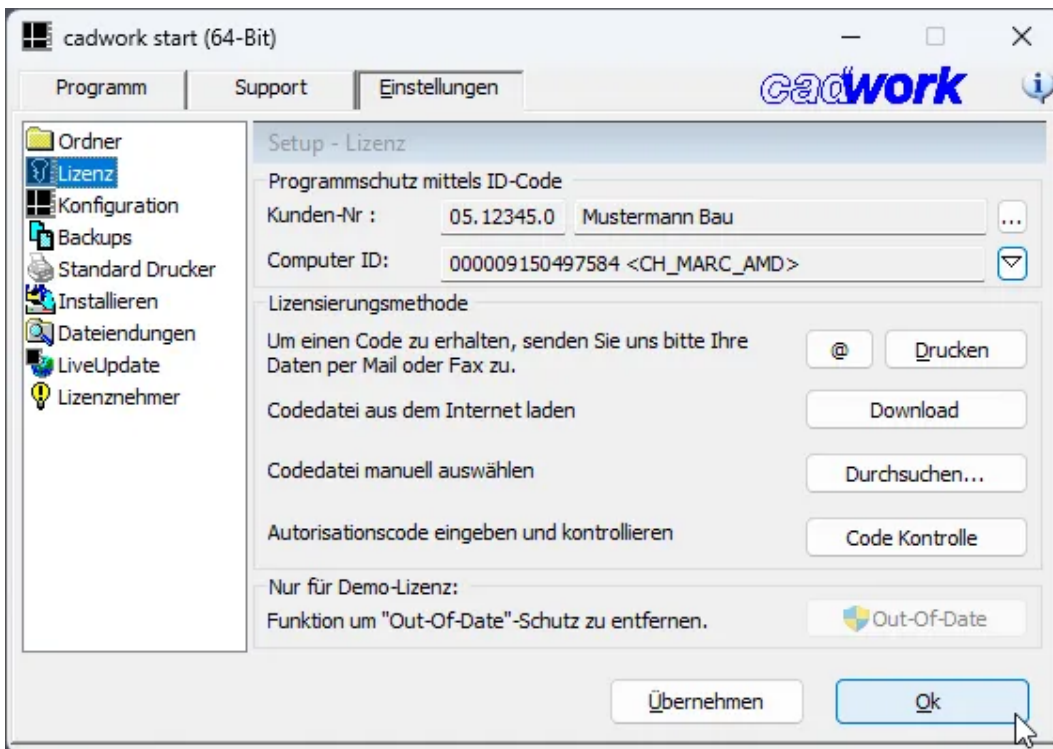 cadwork start (64-Bit)
Programm
Support
Einstellungen
cadwork
i
Ordner
Lizenz
Konfiguration
Backups
Standard Drucker
Installieren
Dateiendungen
LiveUpdate
Lizenznehmer
Setup - Lizenz
Programmschutz mittels ID-Code
Kunden-Nr :
05.12345.0
Mustermann Bau
...
Computer ID:
000009150497584 <CH_MARC_AMD>
Lizensierungsmethode
Um einen Code zu erhalten, senden Sie uns bitte Ihre
Daten per Mail oder Fax zu.
@
Drucken
Codedatei aus dem Internet laden
Download
Codedatei manuell auswählen
Durchsuchen...
Autorisationscode eingeben und kontrollieren
Code Kontrolle
Nur für Demo-Lizenz:
Funktion um "Out-Of-Date"-Schutz zu entfernen.
Out-Of-Date
Übernehmen
Ok